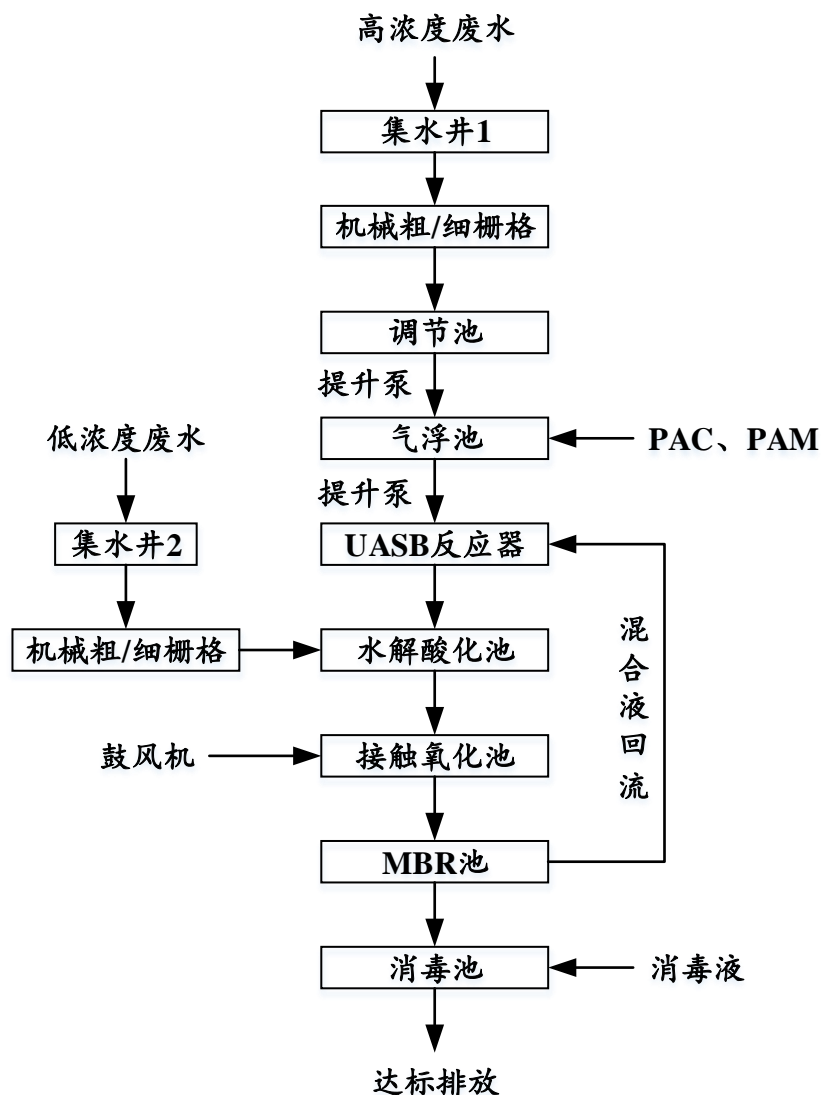 高浓度废水
集水井1
机械粗/细栅格
调节池
提升泵
气浮池
PAC、PAM
低浓度废水
提升泵
集水井2
UASB反应器
机械粗/细栅格
水解酸化池
混合液回流
鼓风机
接触氧化池
MBR池
消毒池
消毒液
达标排放